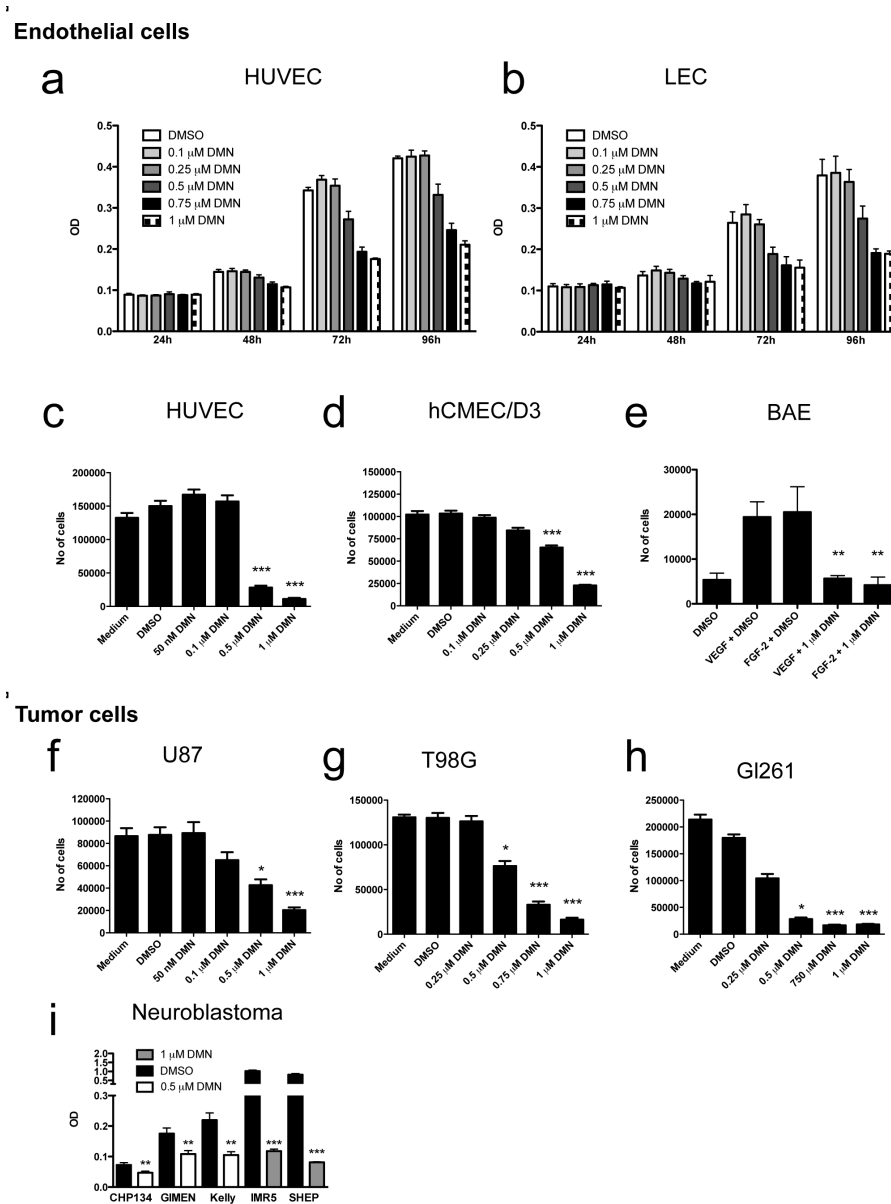 Endothelial cells
a
HUVEC
0.5
0.4
0.3
0.2
0.1
0.0
OD
DMSO
0.1 μM DMN
0.25 μM DMN
0.5 μM DMN
0.75 μM DMN
1 μM DMN
24h 48h 72h 96h
b
LEC
0.5
0.4
0.3
0.2
0.1
0.0
OD
DMSO
0.1 μM DMN
0.25 μM DMN
0.5 μM DMN
0.75 μM DMN
1 μM DMN
24h 48h 72h 96h
c
HUVEC
200000
150000
100000
50000
0
No of cells
*** ***
Medium
DMSO
50 nM DMN
0.1 μM DMN
0.5 μM DMN
1 μM DMN
d
hCMEC/D3
150000
125000
100000
75000
50000
25000
0
No of cells
*** ***
Medium
DMSO
0.1 μM DMN
0.25 μM DMN
0.5 μM DMN
1 μM DMN
e
BAE
30000
20000
10000
0
No of cells
** **
DMSO
VEGF + DMSO
FGF-2 + DMSO
VEGF + 1 μM DMN
FGF-2 + 1 μM DMN
Tumor cells
f
U87
120000
100000
80000
60000
40000
20000
0
No of cells
* ***
Medium
DMSO
50 nM DMN
0.1 μM DMN
0.5 μM DMN
1 μM DMN
g
T98G
150000
100000
50000
0
No of cells
* *** ***
Medium
DMSO
0.25 μM DMN
0.5 μM DMN
0.75 μM DMN
1 μM DMN
h
Gl261
250000
200000
150000
100000
50000
0
No of cells
* *** ***
Medium
DMSO
0.25 μM DMN
0.5 μM DMN
750 μM DMN
1 μM DMN
i
Neuroblastoma
2.0
1.5
1.0
0.5
0.3
0.2
0.1
0.0
OD
1 μM DMN
DMSO
0.5 μM DMN
** ** ** *** ***
CHP134 GIMEN Kelly IMR5 SHEP